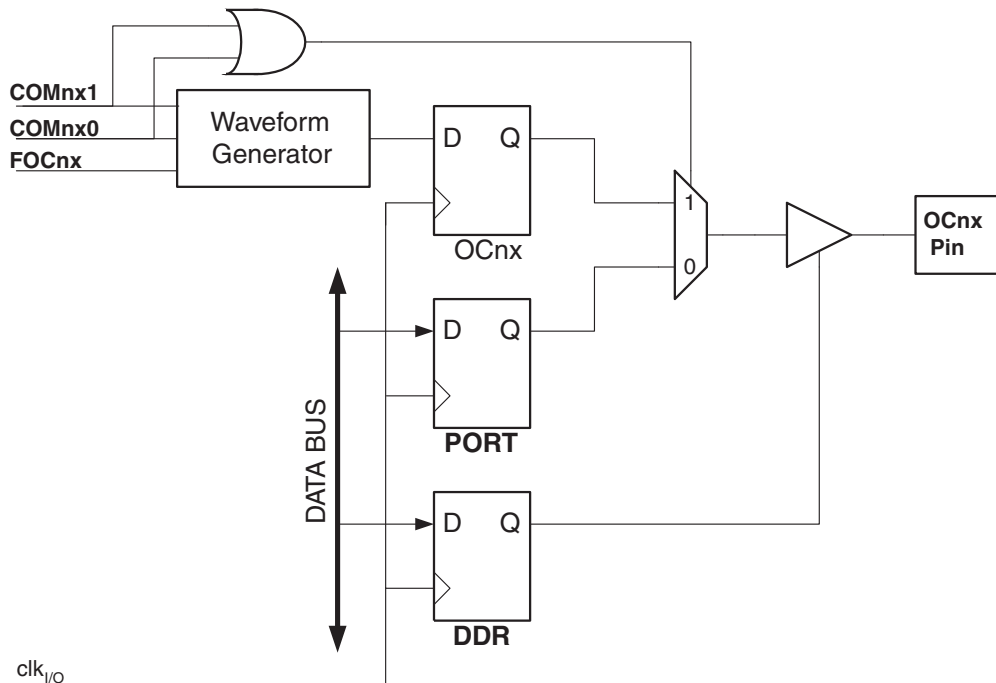 COMnx1
COMnx0
FOCnx
Waveform
Generator
D Q
OCnx
1
0
OCnx
Pin
D Q
PORT
DATA BUS
D Q
DDR
clkI/O